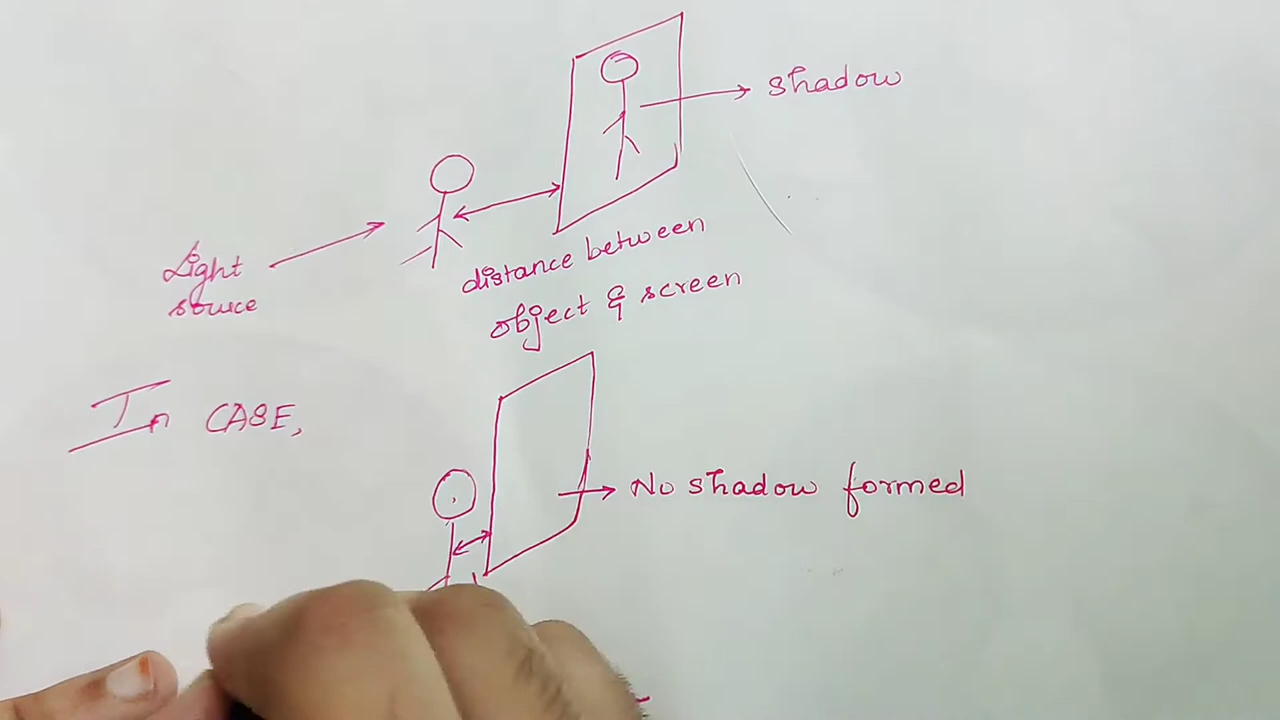 shadow
Light
source
distance between
object & screen
In CASE,
No shadow formed